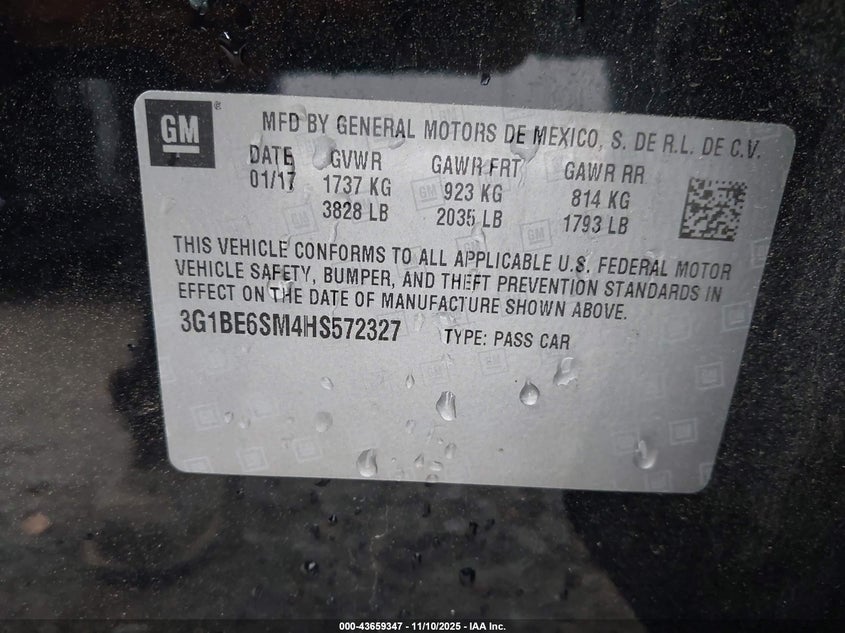 GM ®
MFD BY GENERAL MOTORS DE MEXICO, S. DE R.L. DE C.V.
DATE GVWR GAWR FRT GAWR RR
01/17 1737 KG 923 KG 814 KG
3828 LB 2035 LB 1793 LB
THIS VEHICLE CONFORMS TO ALL APPLICABLE U.S. FEDERAL MOTOR
VEHICLE SAFETY, BUMPER, AND THEFT PREVENTION STANDARDS IN
EFFECT ON THE DATE OF MANUFACTURE SHOWN ABOVE.
3G1BE6SM4HS572327 TYPE: PASS CAR
000-43659347 — 11/10/2025 — IAA Inc.